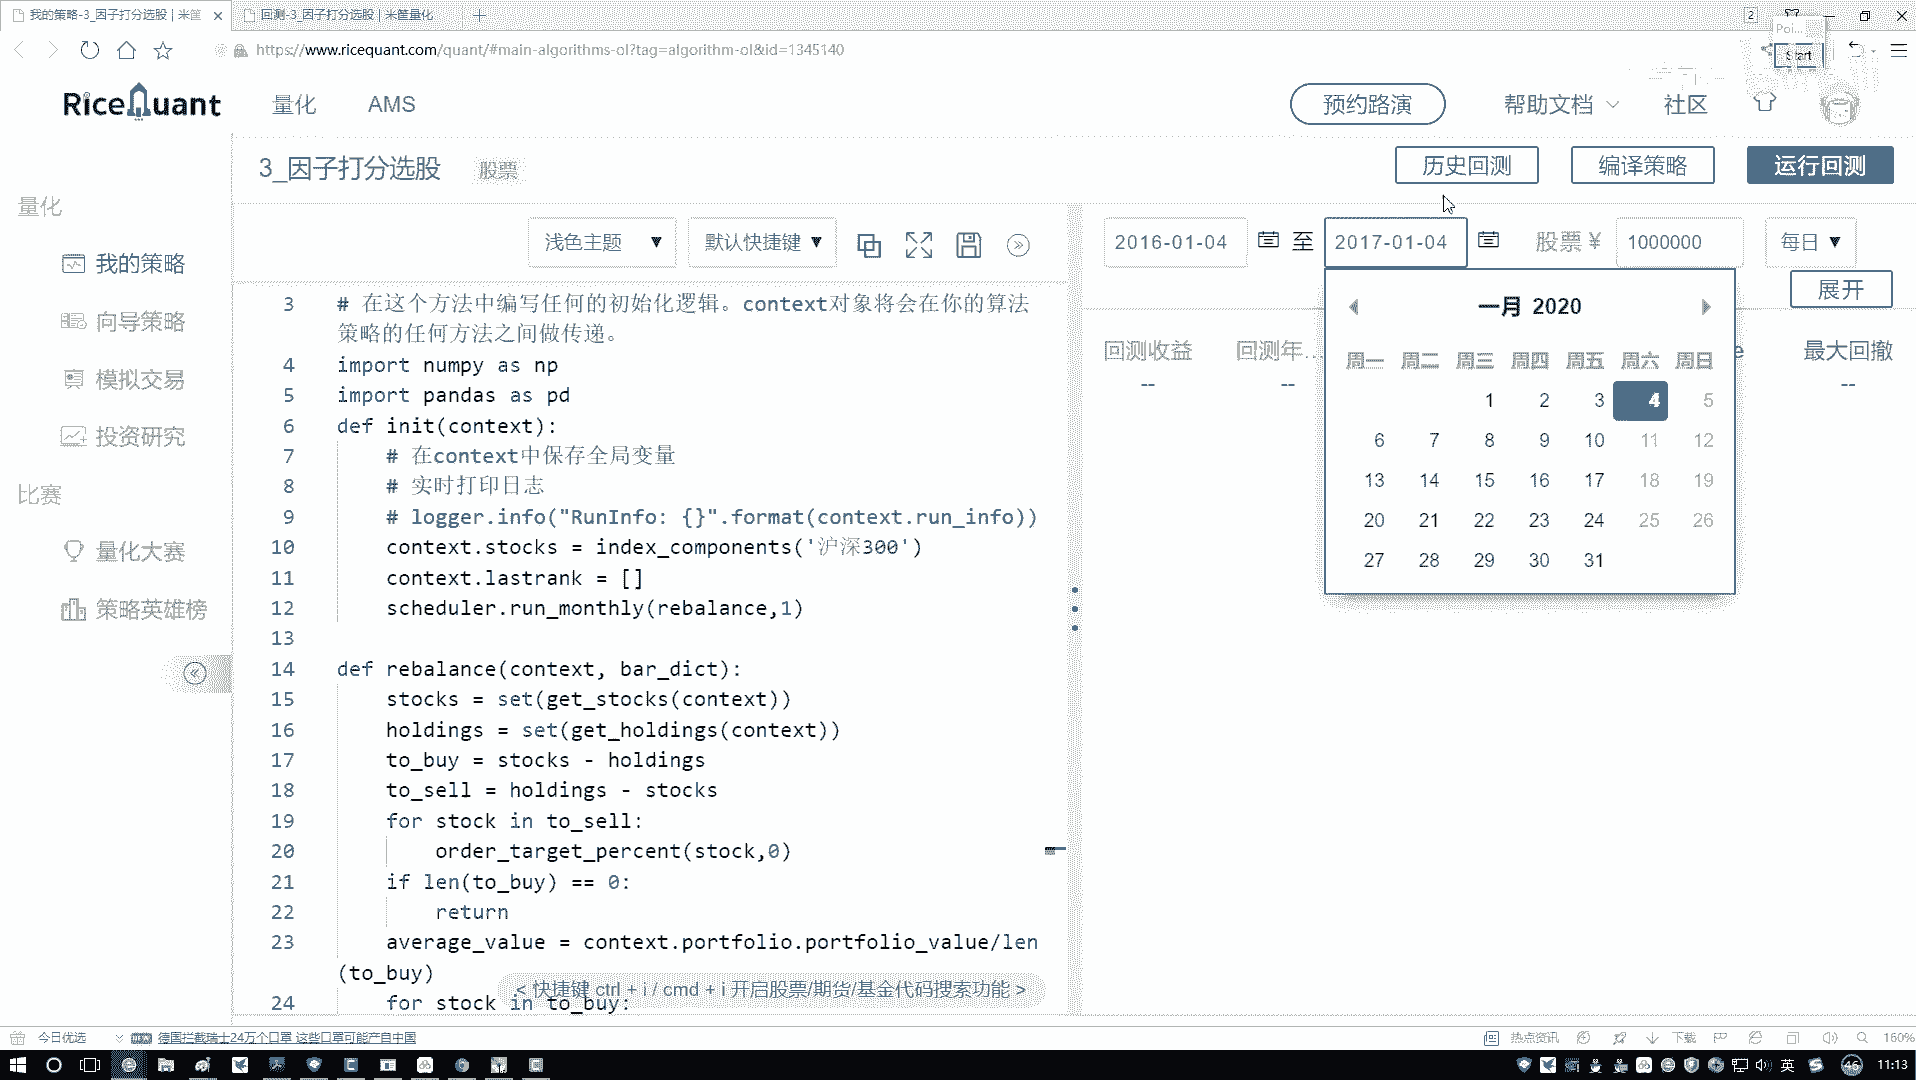 我的策略-3_因子打分选股 | 米筐
回测-3_因子打分选股 | 米筐量化
2
https://www.ricequant.com/quant/#main-algorithms-ol?tag=algorithm-ol&id=1345140
Poi...
Start
RiceQuant
量化
AMS
预约路演
帮助文档
社区
3_因子打分选股
股票
历史回测
编译策略
运行回测
量化
我的策略
向导策略
模拟交易
投资研究
比赛
量化大赛
策略英雄榜
浅色主题 ▼
默认快捷键 ▼
3 # 在这个方法中编写任何的初始化逻辑。context对象将会在你的算法
策略的任何方法之间做传递。
4 import numpy as np
5 import pandas as pd
6 def init(context):
7 # 在context中保存全局变量
8 # 实时打印日志
9 # logger.info("RunInfo: {}".format(context.run_info))
10 context.stocks = index_components('沪深300')
11 context.lastrank = []
12 scheduler.run_monthly(rebalance,1)
13
14 def rebalance(context, bar_dict):
15 stocks = set(get_stocks(context))
16 holdings = set(get_holdings(context))
17 to_buy = stocks - holdings
18 to_sell = holdings - stocks
19 for stock in to_sell:
20 order_target_percent(stock,0)
21 if len(to_buy) == 0:
22 return
23 average_value = context.portfolio.portfolio_value/len
(to_buy)
24 for stock in to_buy:
< 快捷键 ctrl + i / cmd + i 开启股票/期货/基金代码搜索功能 >
2016-01-04 至 2017-01-04 股票 ¥ 1000000 每日 ▼
展开
回测收益 回测年... e 最大回撤
-- -- --
一月 2020
周一 周二 周三 周四 周五 周六 周日
1 2 3 4 5
6 7 8 9 10 11 12
13 14 15 16 17 18 19
20 21 22 23 24 25 26
27 28 29 30 31
今日优选
德国拦截瑞士24万个口罩 这些口罩可能产自中国
热点资讯
下载
160%
英
46
11:13